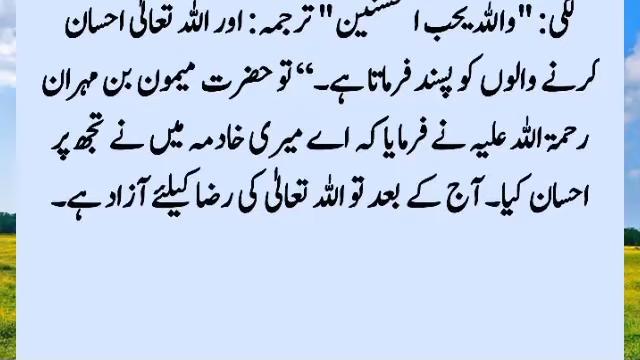 لگی: "واللہ یحب المحسنین" ترجمہ: اور اللہ تعالٰی احسان
کرنے والوں کو پسند فرماتا ہے۔“ تو حضرت میمون بن مہران
رحمۃ اللہ علیہ نے فرمایا کہ اے میری خادمہ میں نے تجھ پر
احسان کیا۔ آج کے بعد تو اللہ تعالٰی کی رضا کیلئے آزاد ہے۔